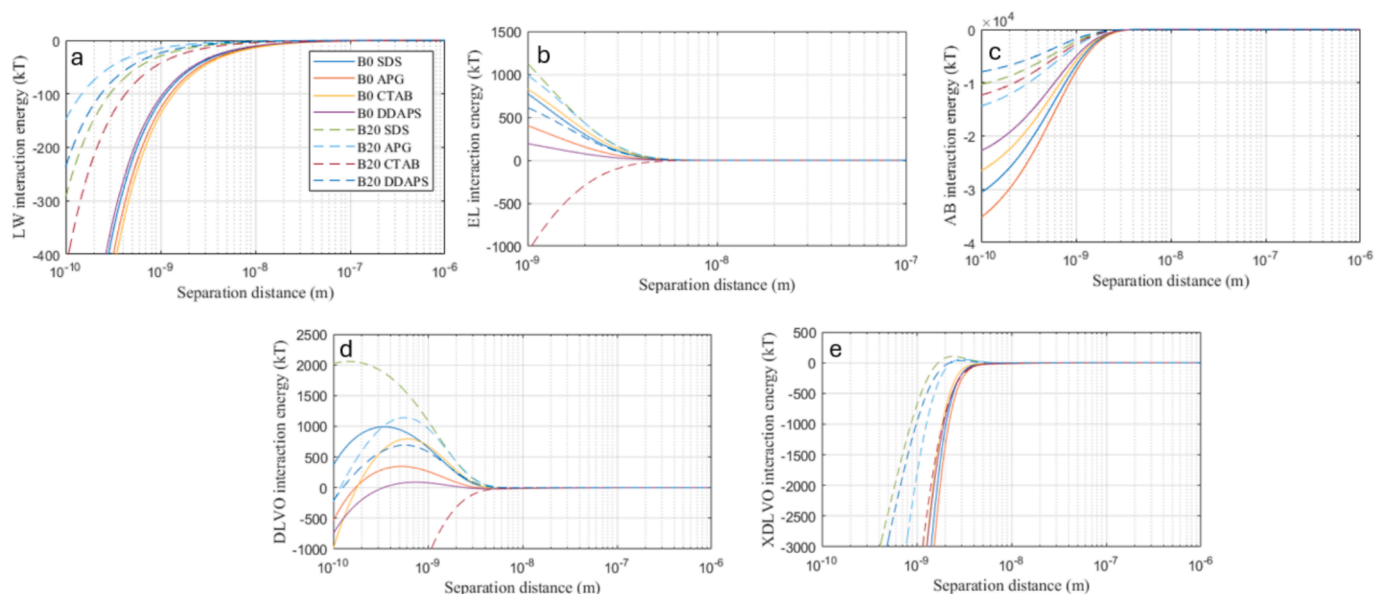 a
LW interaction energy (kT)
0
-100
-200
-300
-400
10-10
10-9
10-8
10-7
10-6
Separation distance (m)
B0 SDS
B0 APG
B0 CTAB
B0 DDAPS
B20 SDS
B20 APG
B20 CTAB
B20 DDAPS
b
EL interaction energy (kT)
1500
1000
500
0
-500
-1000
10-9
10-8
10-7
Separation distance (m)
c
AB interaction energy (kT)
×104
0
-1
-2
-3
-4
10-10
10-9
10-8
10-7
10-6
Separation distance (m)
d
DLVO interaction energy (kT)
2500
2000
1500
1000
500
0
-500
-1000
10-10
10-9
10-8
10-7
10-6
Separation distance (m)
e
XDLVO interaction energy (kT)
500
0
-500
-1000
-1500
-2000
-2500
-3000
10-10
10-9
10-8
10-7
10-6
Separation distance (m)